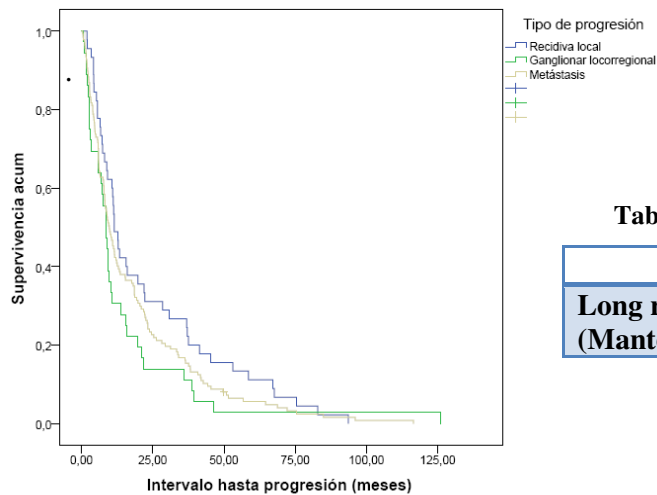 Tipo de progresión
Recidiva local
Ganglionar locorregional
Metástasis
1,0
0,8
0,6
0,4
0,2
0,0
Supervivencia acum
0,00 25,00 50,00 75,00 100,00 125,00
Intervalo hasta progresión (meses)
Tab
Long
(Mant